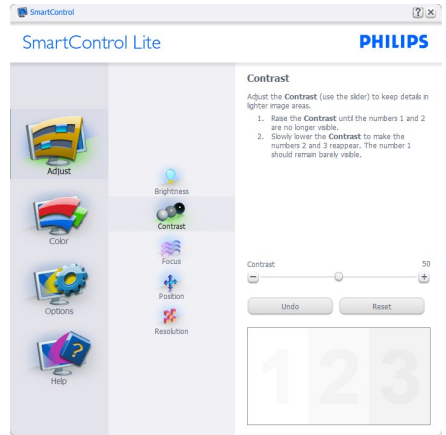 SmartControl
SmartControl Lite
PHILIPS
Adjust
Color
Options
Help
Brightness
Contrast
Focus
Position
Resolution
Contrast
Adjust the Contrast (use the slider) to keep details in
lighter image areas.
1. Raise the Contrast until the numbers 1 and 2
are no longer visible.
2. Slowly lower the Contrast to make the
numbers 2 and 3 reappear. The number 1
should remain barely visible.
Contrast 50
Undo Reset
1 2 3